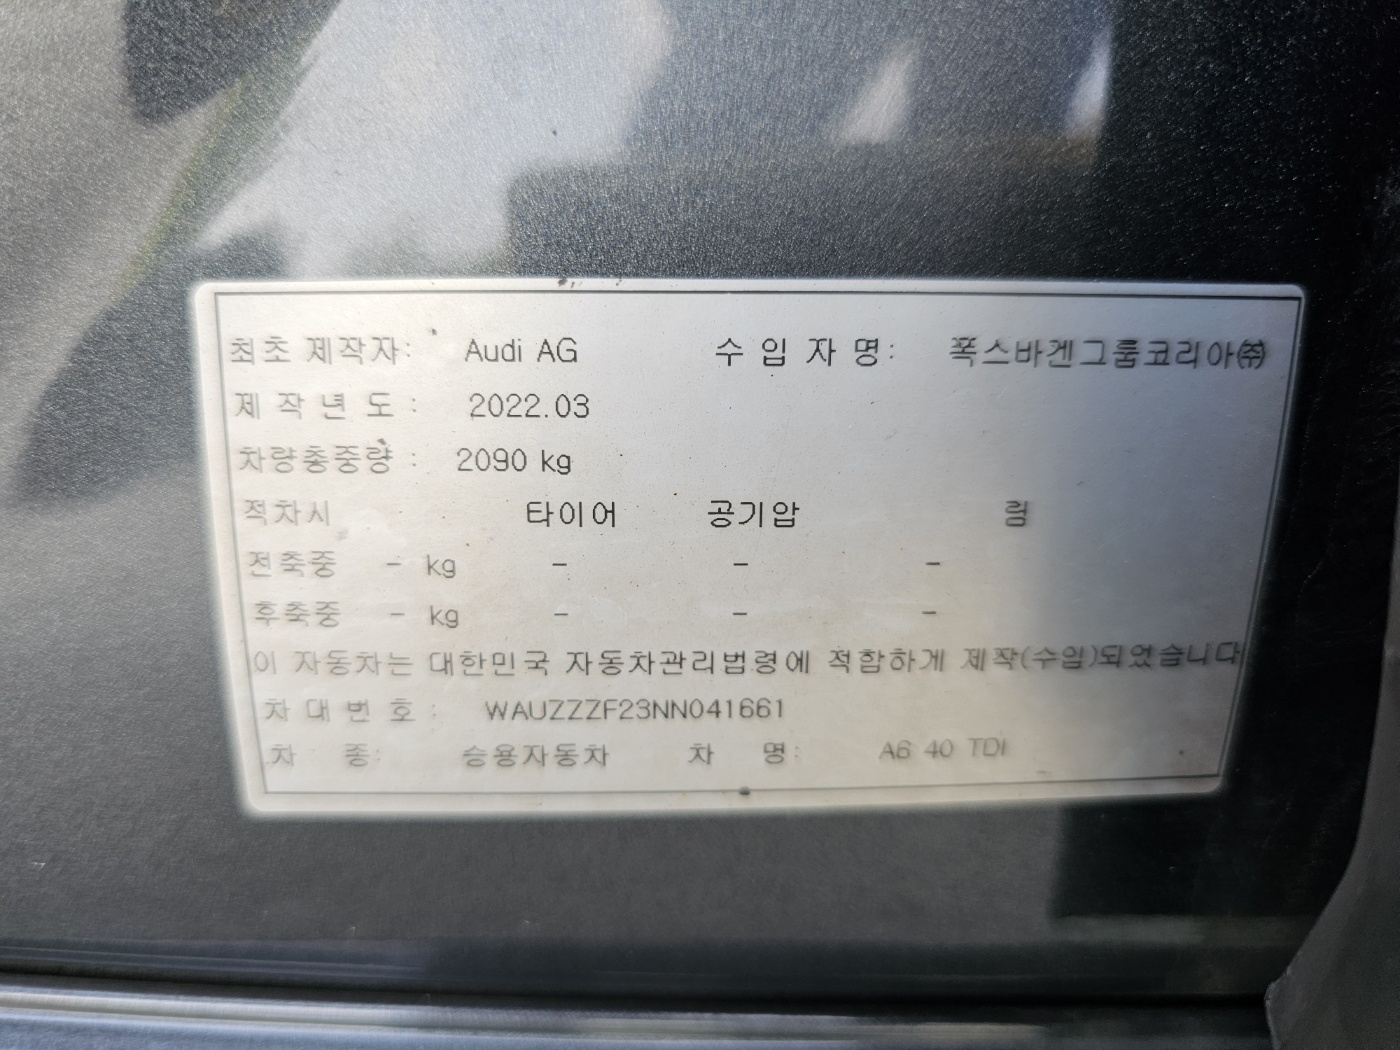 최초 제작자: Audi AG 수 입 자 명: 폭스바겐그룹코리아㈜
제 작 년 도 : 2022.03
차량총중량 : 2090 kg
적차시 타이어 공기압 림
전축중 - kg - - -
후축중 - kg - - -
이 자동차는 대한민국 자동차관리법령에 적합하게 제작(수입)되었습니다
차 대 번 호 : WAUZZZF23NN041661
차 종: 승용자동차 차 명: A6 40 TDI